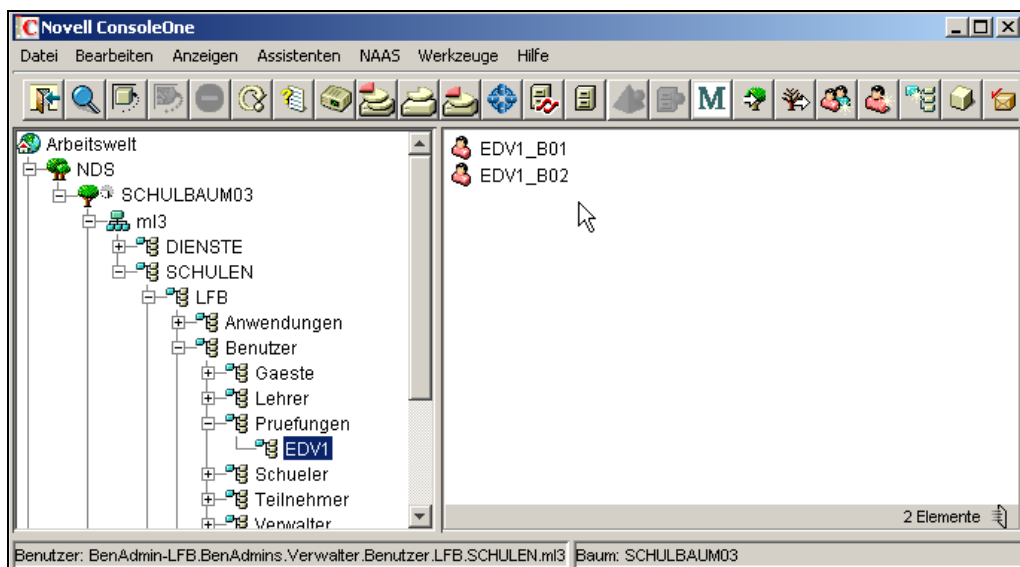 Novell ConsoleOne
Datei Bearbeiten Anzeigen Assistenten NAAS Werkzeuge Hilfe
M
Arbeitswelt
NDS
SCHULBAUM03
ml3
DIENSTE
SCHULEN
LFB
Anwendungen
Benutzer
Gaeste
Lehrer
Pruefungen
EDV1
Schueler
Teilnehmer
Verwalter
EDV1_B01
EDV1_B02
2 Elemente
Benutzer: BenAdmin-LFB.BenAdmins.Verwalter.Benutzer.LFB.SCHULEN.ml3 Baum: SCHULBAUM03